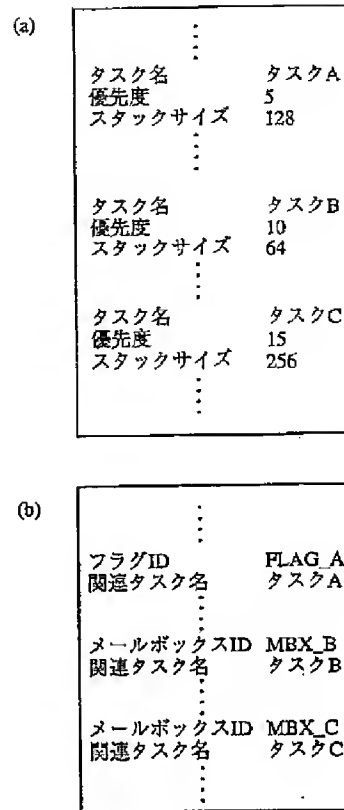 (a)
タスク名 タスクA
優先度 5
スタックサイズ 128
タスク名 タスクB
優先度 10
スタックサイズ 64
タスク名 タスクC
優先度 15
スタックサイズ 256
(b)
フラグID FLAG_A
関連タスク名 タスクA
メールボックスID MBX_B
関連タスク名 タスクB
メールボックスID MBX_C
関連タスク名 タスクC